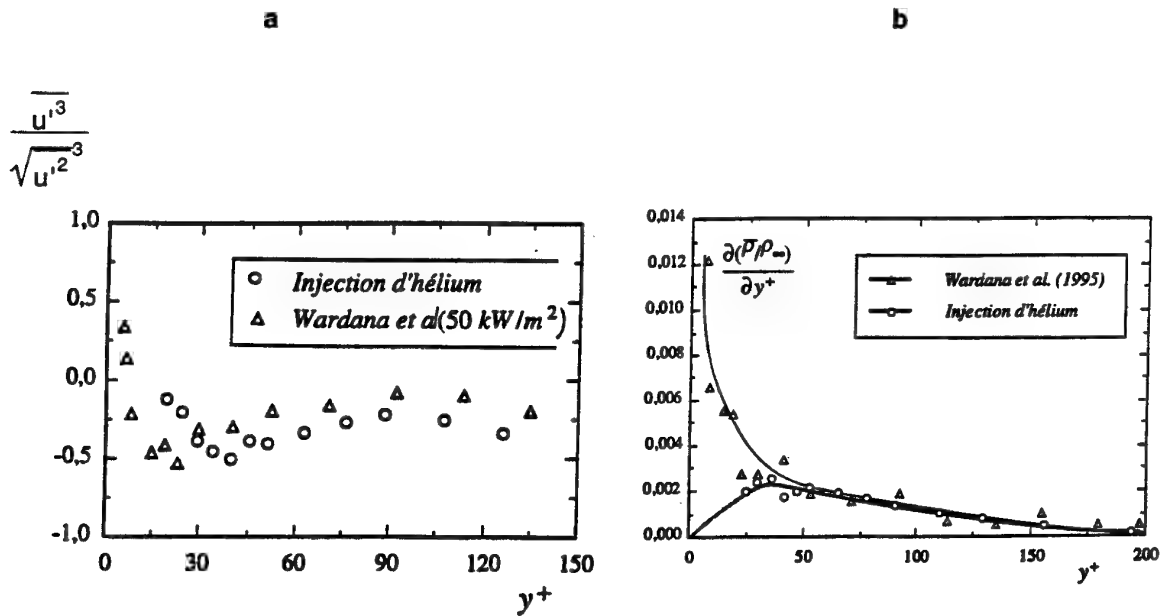 a
b
u'³
√u'²³
1,0
0,5
0,0
-0,5
-1,0
Injection d'hélium
Wardana et al (50 kW/m²)
0 30 60 90 120 150
y+
0,014
0,012
0,010
0,008
0,006
0,004
0,002
0,000
∂(ρ̅/ρ∞)
∂y+
Wardana et al. (1995)
Injection d'hélium
0 50 100 150 200
y+